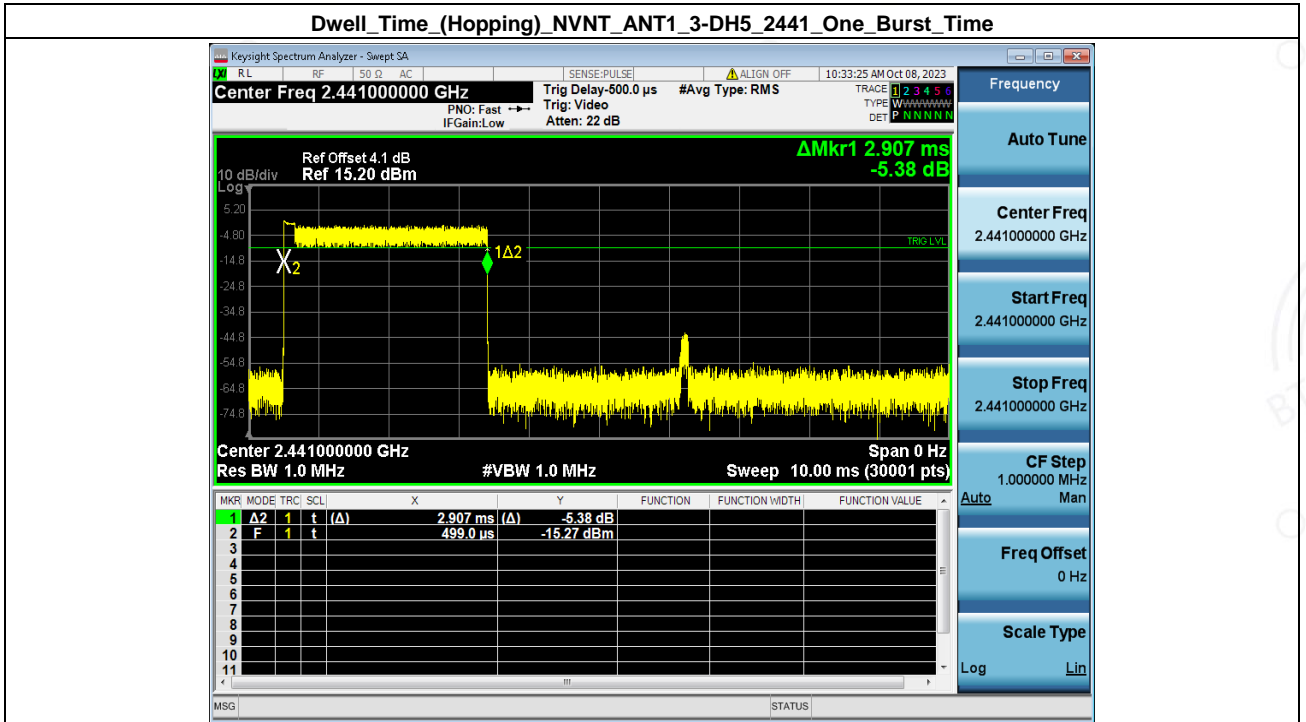 Dwell_Time_(Hopping)_NVNT_ANT1_3-DH5_2441_One_Burst_Time
Keysight Spectrum Analyzer - Swept SA
LXI RL RF 50 Ω AC SENSE:PULSE ALIGN OFF 10:33:25 AM Oct 08, 2023
Center Freq 2.441000000 GHz
PNO: Fast
IFGain:Low
Trig Delay-500.0 µs
Trig: Video
Atten: 22 dB
#Avg Type: RMS
TRACE 1 2 3 4 5 6
TYPE WWWWWW
DET P N N N N N
ΔMkr1 2.907 ms
-5.38 dB
Ref Offset 4.1 dB
10 dB/div Ref 15.20 dBm
Log
5.20
-4.80
TRIG LVL
-14.8
2
1Δ2
-24.8
-34.8
-44.8
-54.8
-64.8
-74.8
Center 2.441000000 GHz Span 0 Hz
Res BW 1.0 MHz #VBW 1.0 MHz Sweep 10.00 ms (30001 pts)
MKR MODE TRC SCL X Y FUNCTION FUNCTION WIDTH FUNCTION VALUE
1 Δ2 1 t (Δ) 2.907 ms (Δ) -5.38 dB
2 F 1 t 499.0 µs -15.27 dBm
3
4
5
6
7
8
9
10
11
MSG STATUS
Frequency
Auto Tune
Center Freq
2.441000000 GHz
Start Freq
2.441000000 GHz
Stop Freq
2.441000000 GHz
CF Step
1.000000 MHz
Auto Man
Freq Offset
0 Hz
Scale Type
Log Lin